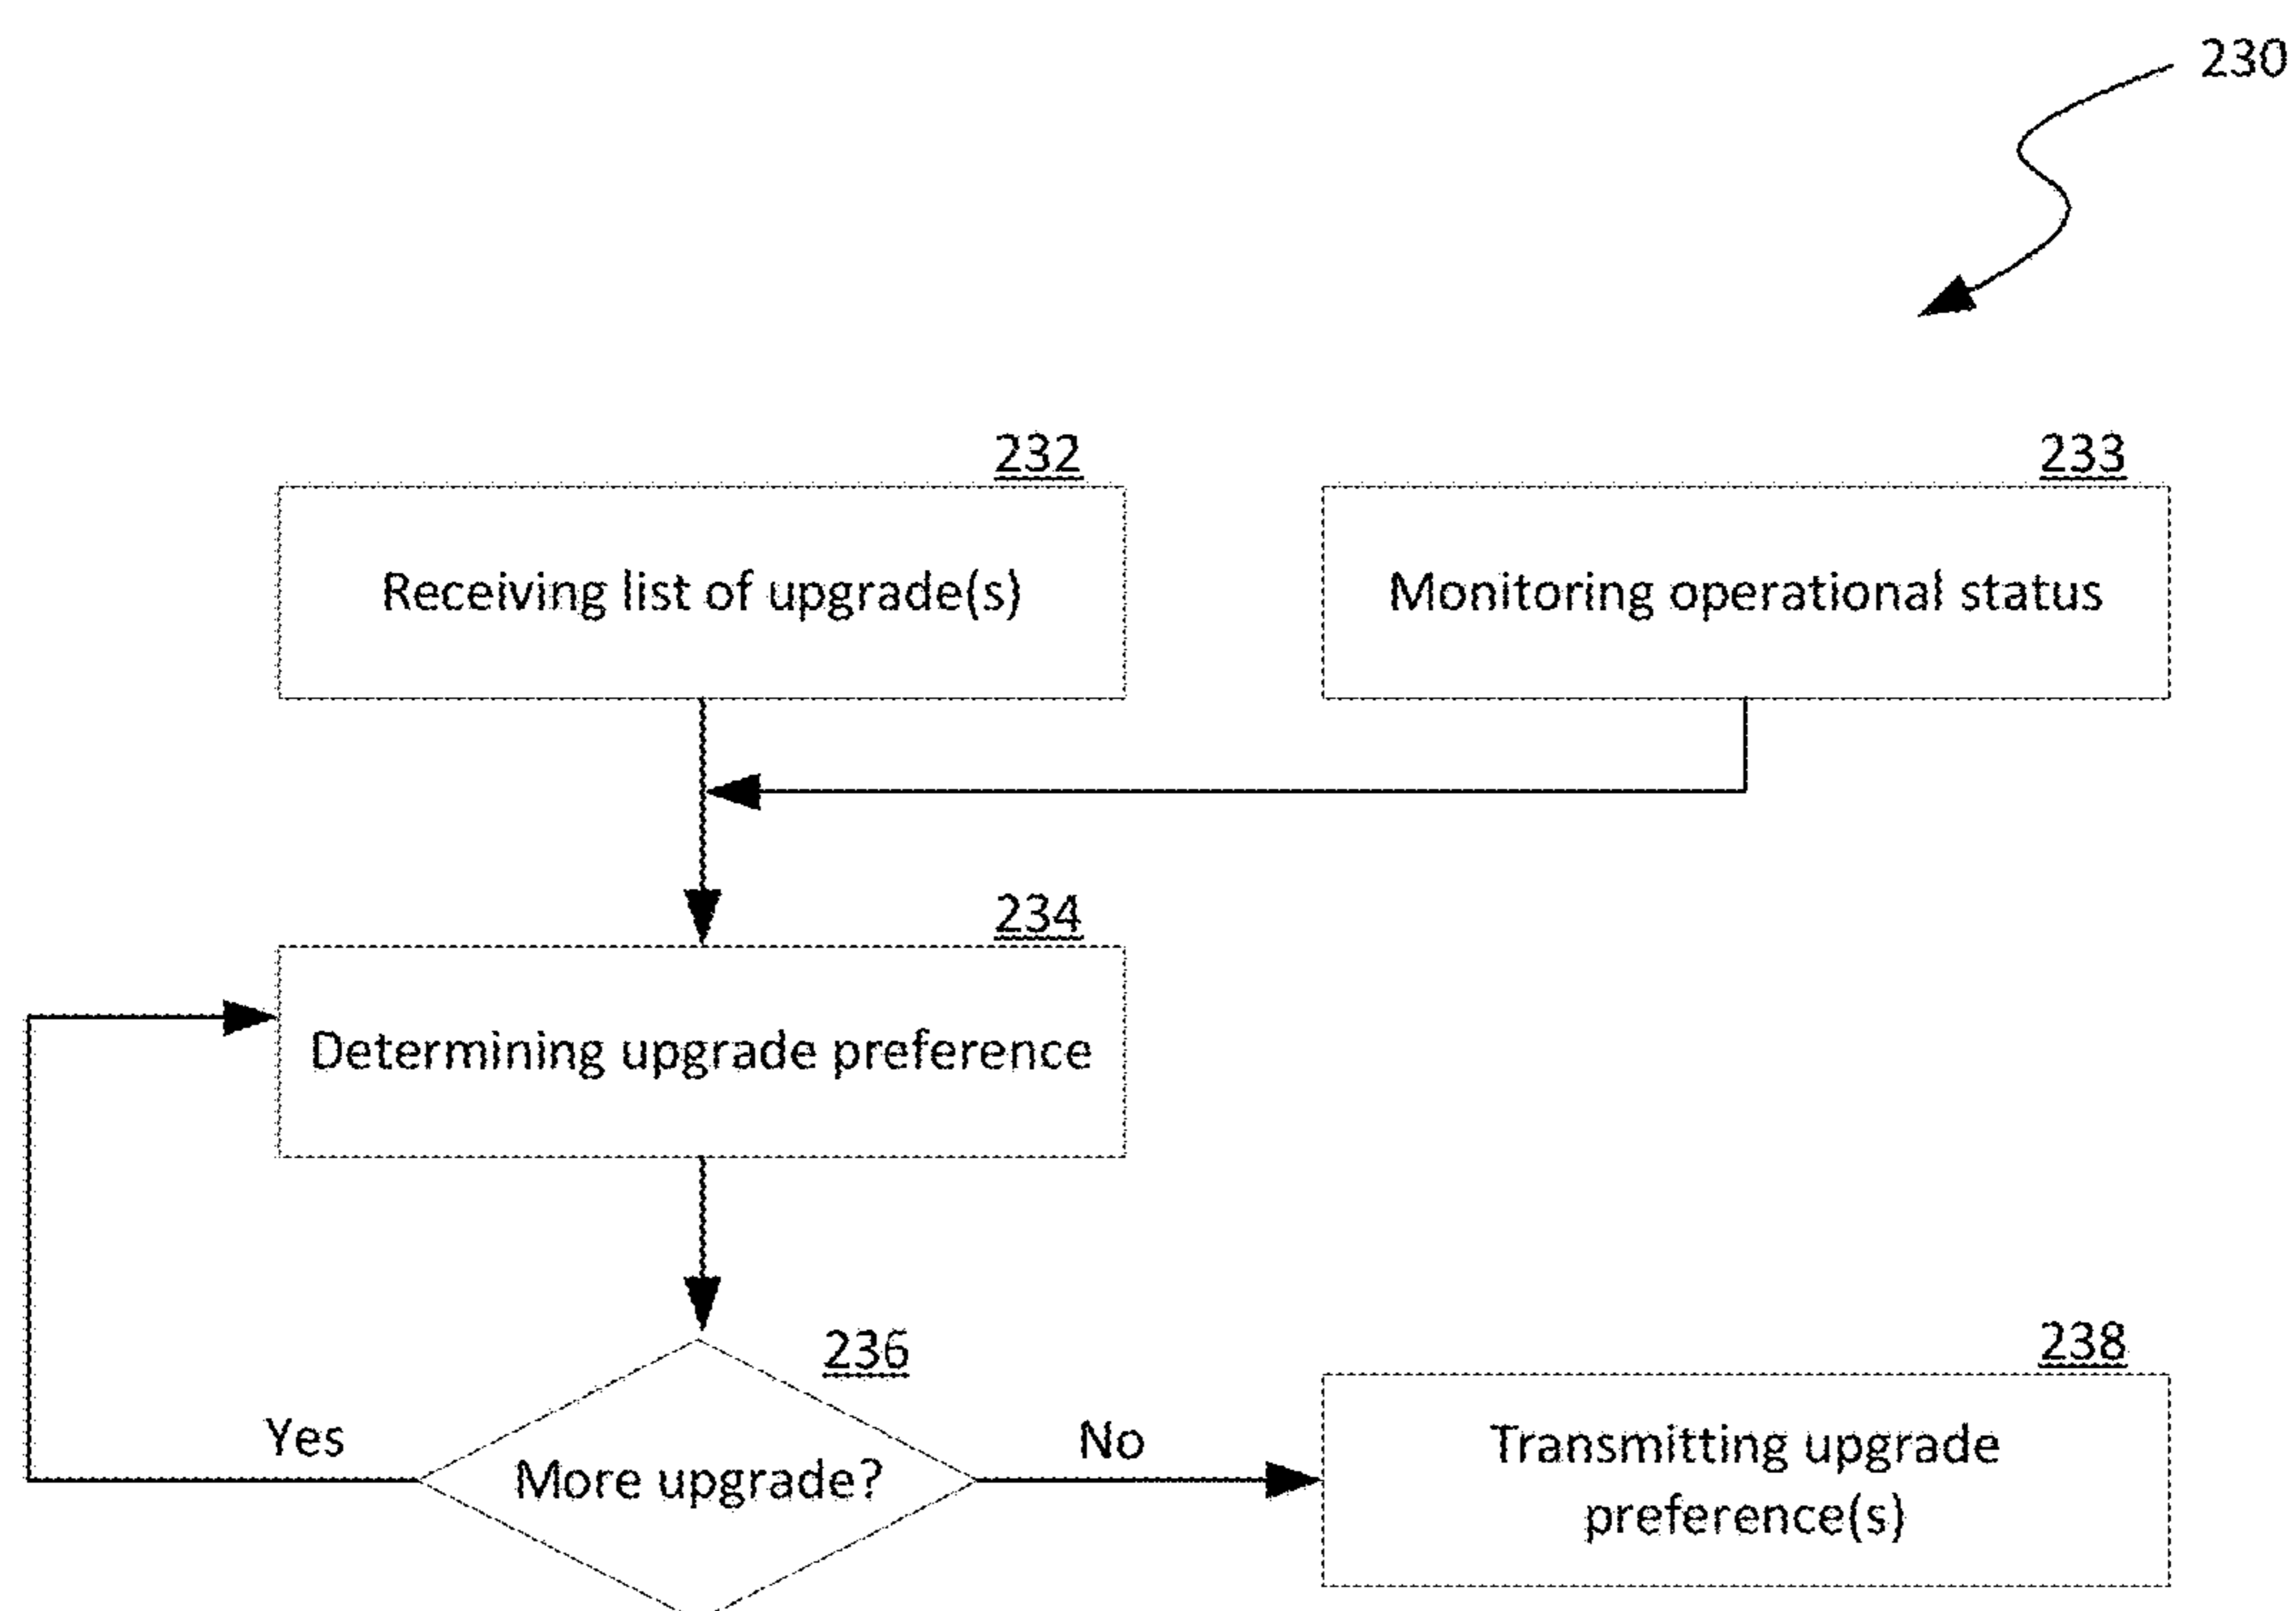 230
232
233
Receiving list of upgrade(s)
Monitoring operational status
234
Determining upgrade preference
236
238
Yes
More upgrade?
No
Transmitting upgrade
preference(s)